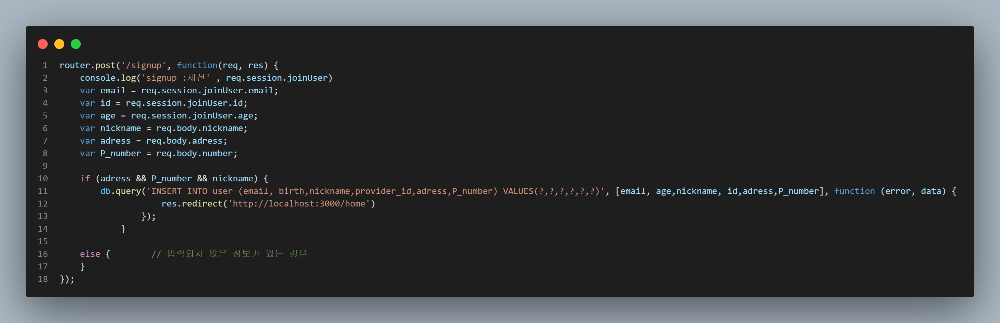 1 router.post('/signup', function(req, res) {
2     console.log('signup :세션' , req.session.joinUser)
3     var email = req.session.joinUser.email;
4     var id = req.session.joinUser.id;
5     var age = req.session.joinUser.age;
6     var nickname = req.body.nickname;
7     var adress = req.body.adress;
8     var P_number = req.body.number;
9
10     if (adress && P_number && nickname) {
11         db.query('INSERT INTO user (email, birth,nickname,provider_id,adress,P_number) VALUES(?,?,?,?,?,?)', [email, age,nickname, id,adress,P_number], function (error, data) {
12                     res.redirect('http://localhost:3000/home')
13                 });
14             }
15
16     else {        // 입력되지 않은 정보가 있는 경우
17     }
18 });